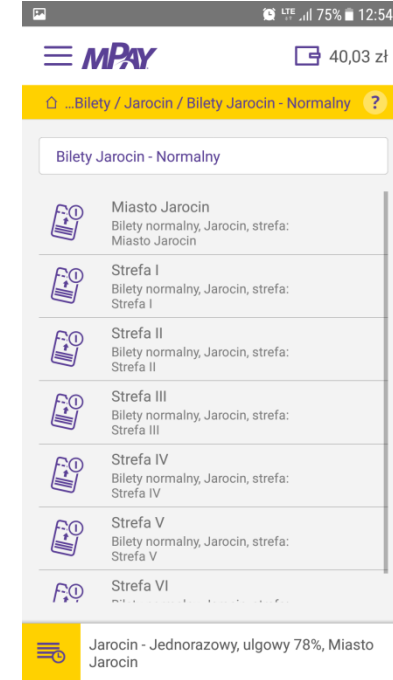 LTE 75% 12:54
mPAY 40,03 zł
...Bilety / Jarocin / Bilety Jarocin - Normalny ?
Bilety Jarocin - Normalny
Miasto Jarocin
Bilety normalny, Jarocin, strefa:
Miasto Jarocin
Strefa I
Bilety normalny, Jarocin, strefa:
Strefa I
Strefa II
Bilety normalny, Jarocin, strefa:
Strefa II
Strefa III
Bilety normalny, Jarocin, strefa:
Strefa III
Strefa IV
Bilety normalny, Jarocin, strefa:
Strefa IV
Strefa V
Bilety normalny, Jarocin, strefa:
Strefa V
Strefa VI
Jarocin - Jednorazowy, ulgowy 78%, Miasto
Jarocin